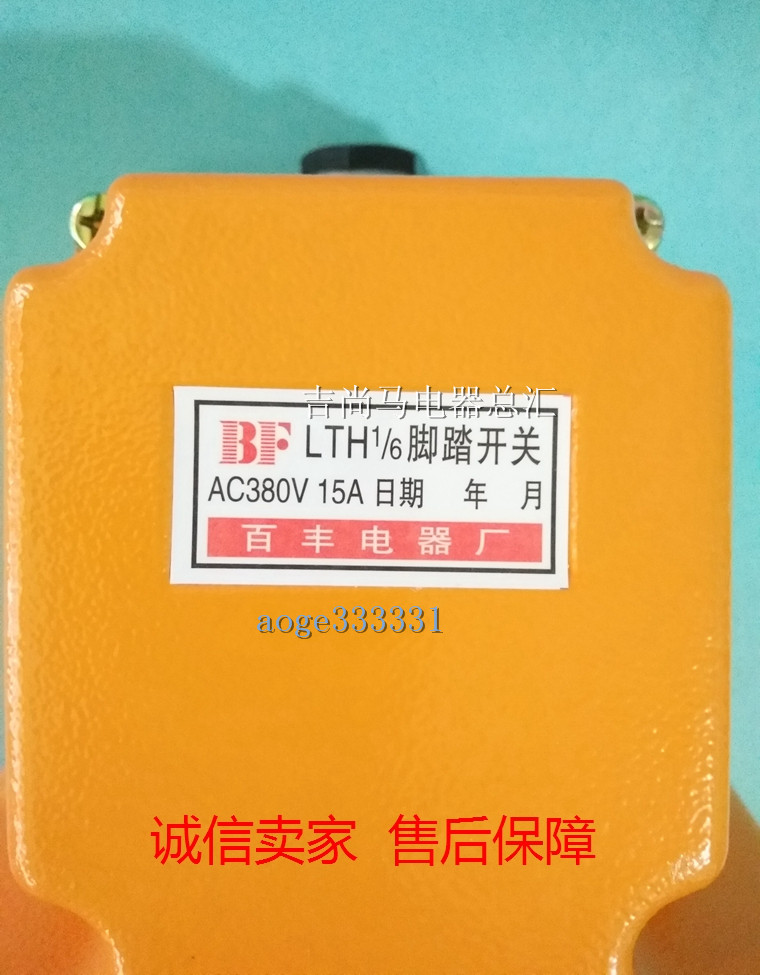 吉尚马电器总汇
BF LTH1/6脚踏开关
AC380V 15A 日期 年 月
百丰电器厂
aoge333331
诚信卖家 售后保障